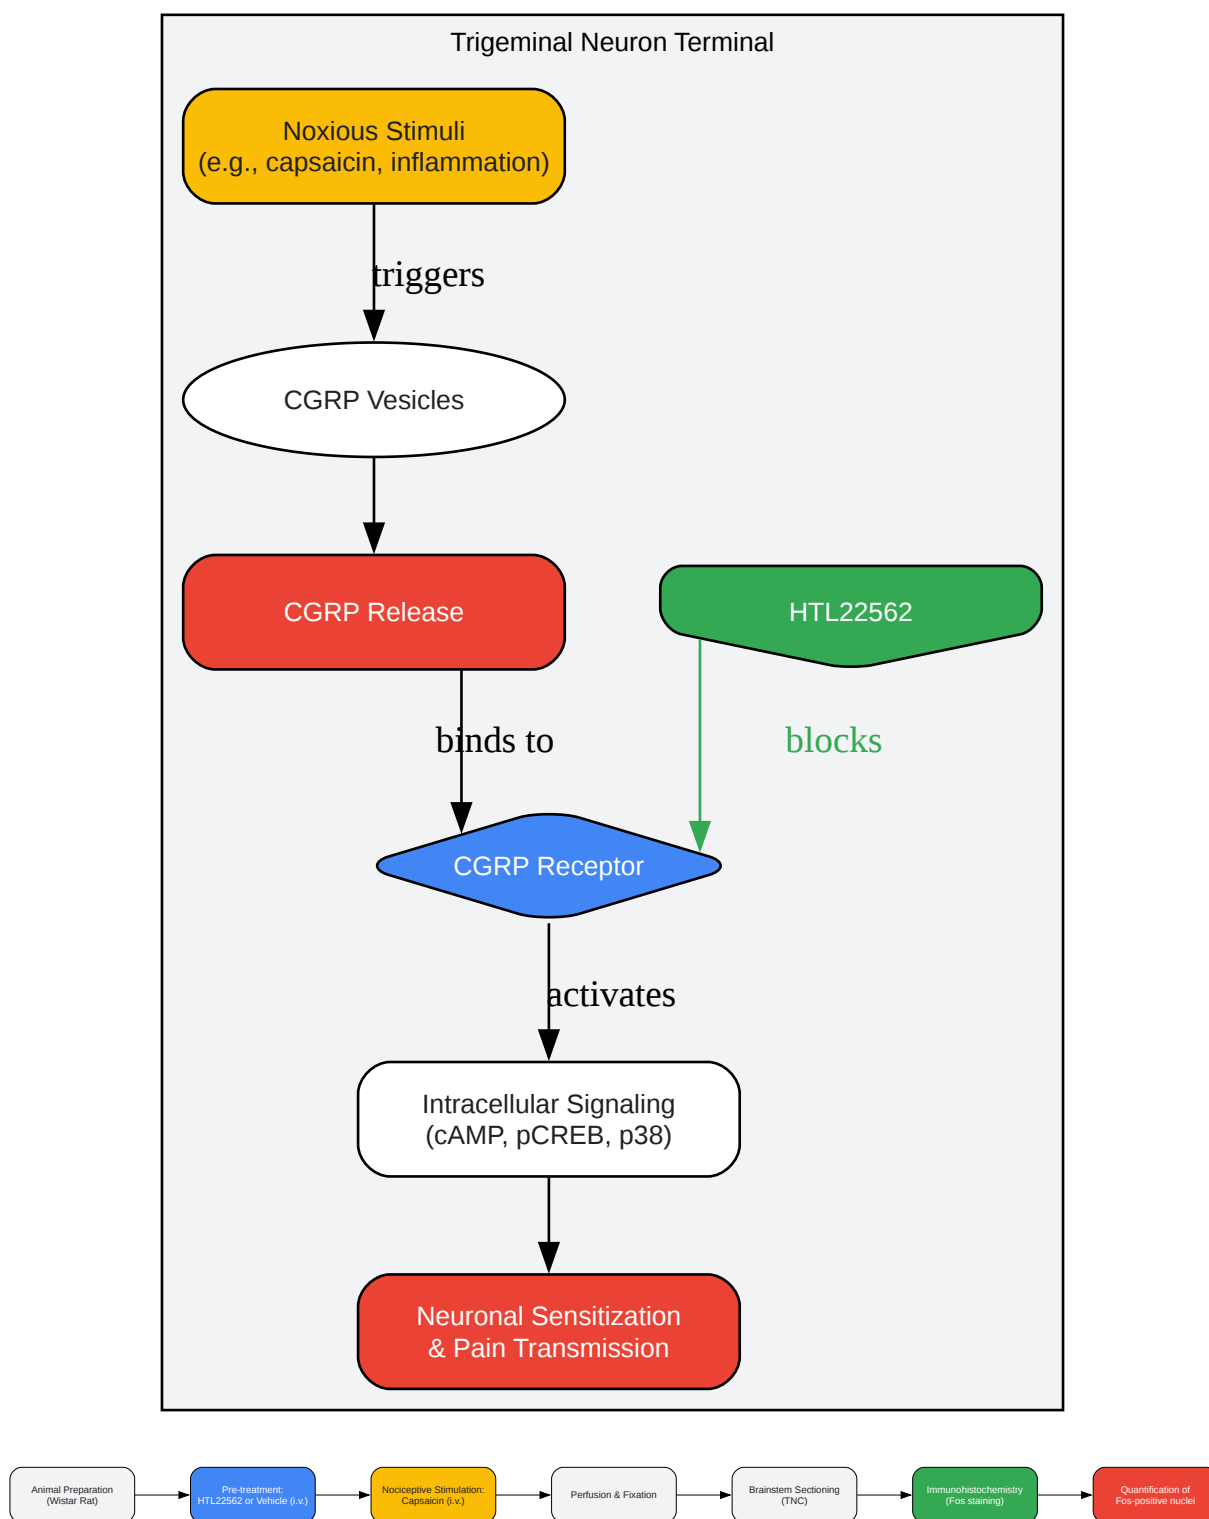 Trigeminal Neuron Terminal
Noxious Stimuli
(e.g., capsaicin, inflammation)
triggers
CGRP Vesicles
CGRP Release
HTL22562
binds to
blocks
CGRP Receptor
activates
Intracellular Signaling
(cAMP, pCREB, p38)
Neuronal Sensitization
& Pain Transmission
Animal Preparation
(Wistar Rat)
Pre-treatment:
HTL22562 or Vehicle (i.v.)
Nociceptive Stimulation:
Capsaicin (i.v.)
Perfusion & Fixation
Brainstem Sectioning
(TNC)
Immunohistochemistry
(Fos staining)
Quantification of
Fos-positive nuclei